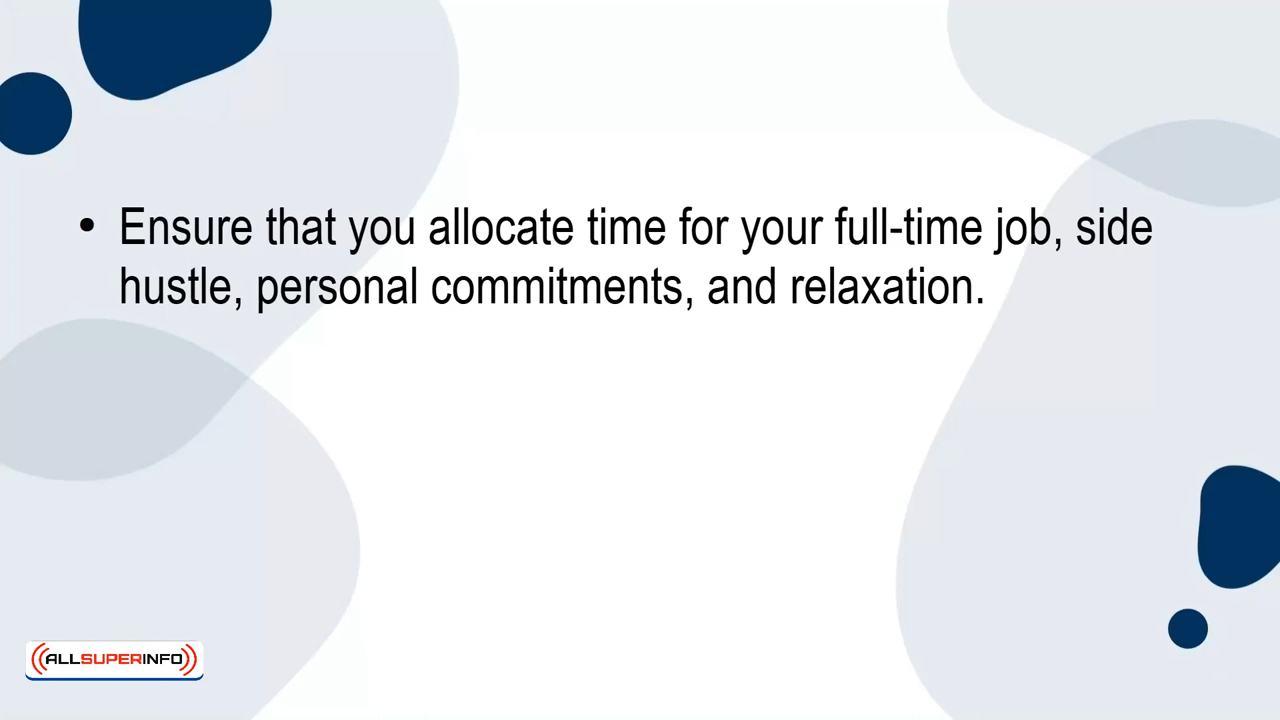 • Ensure that you allocate time for your full-time job, side
hustle, personal commitments, and relaxation.
ALLSUPERINFO